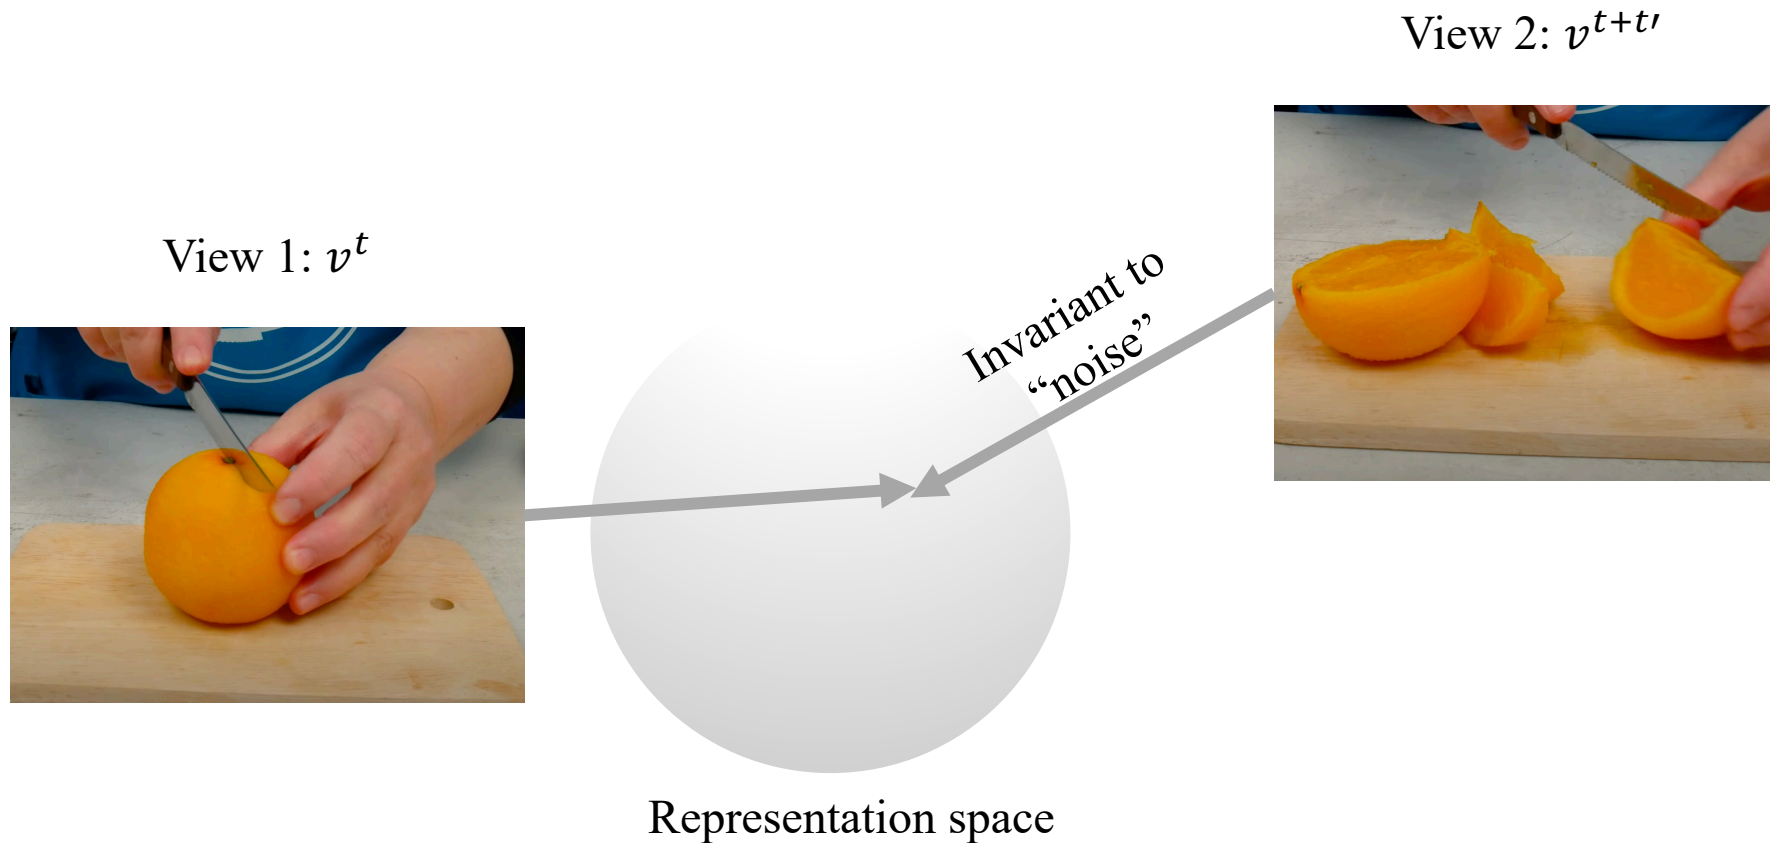 View 1: v^t
View 2: v^{t+t′}
Invariant to
“noise”
Representation space